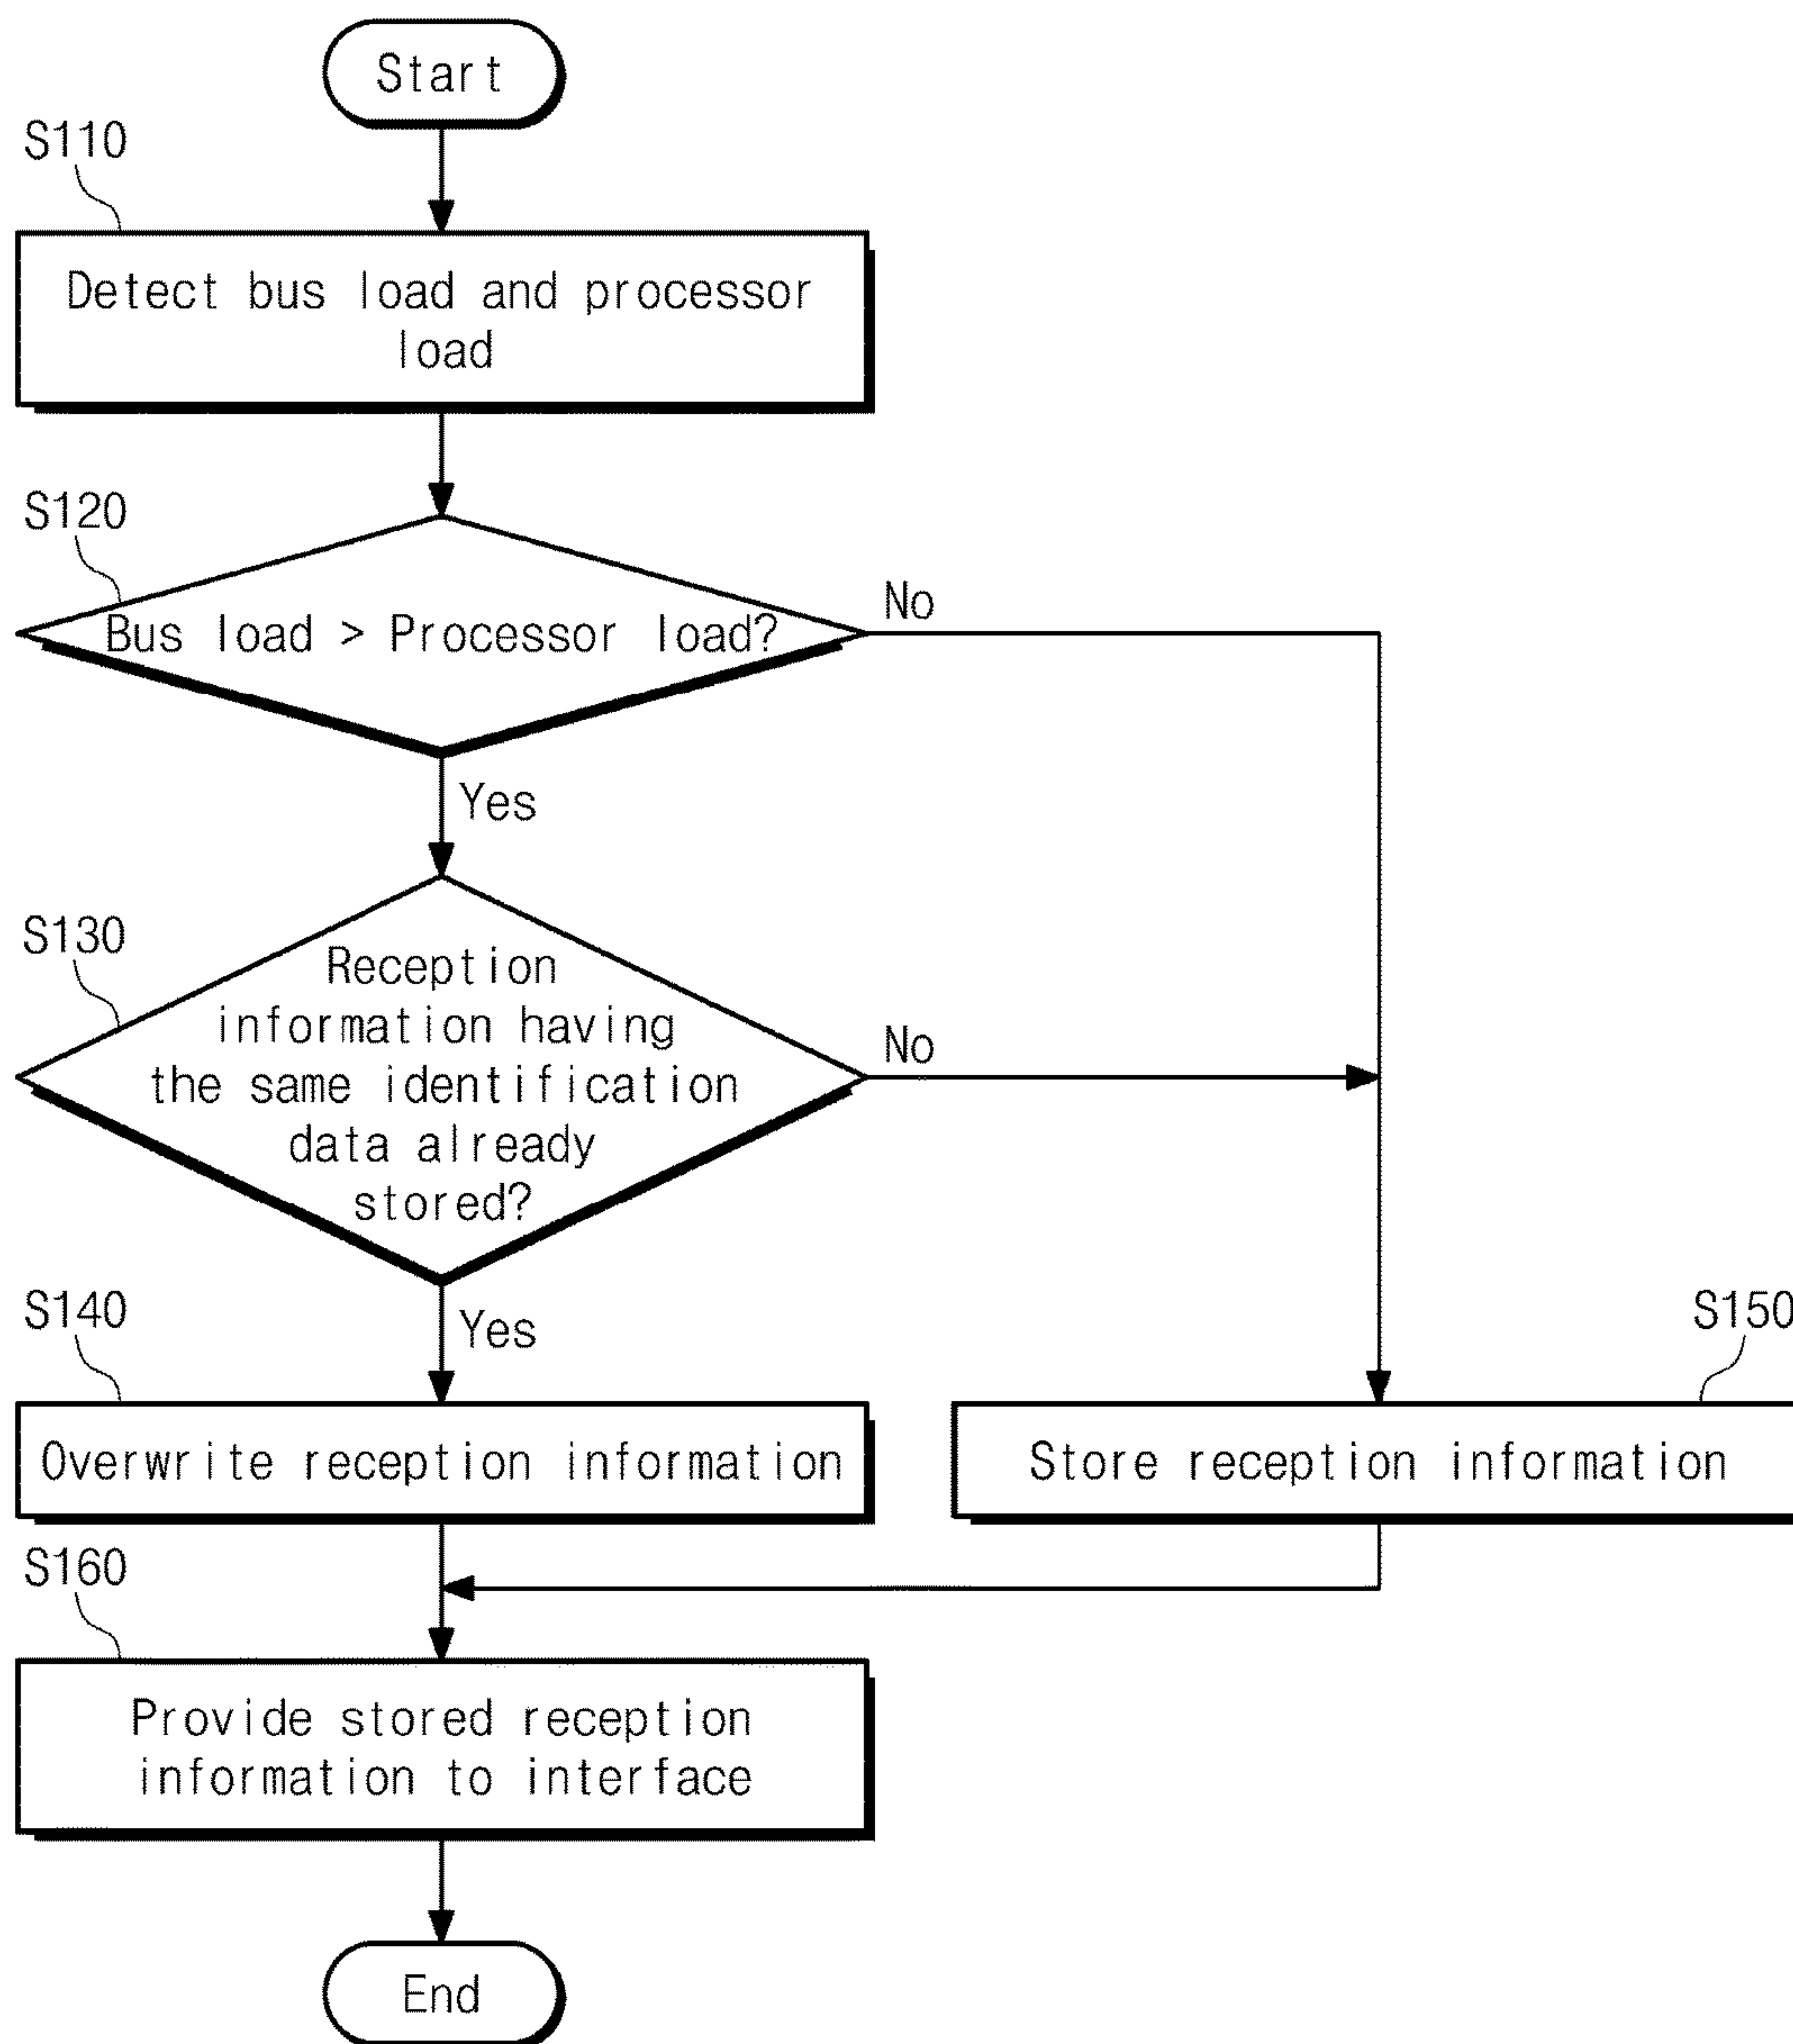 Start
S110
Detect bus load and processor
load
S120
Bus load > Processor load?
No
Yes
S130
Reception
information having
the same identification
data already
stored?
No
Yes
S140
Overwrite reception information
S150
Store reception information
S160
Provide stored reception
information to interface
End